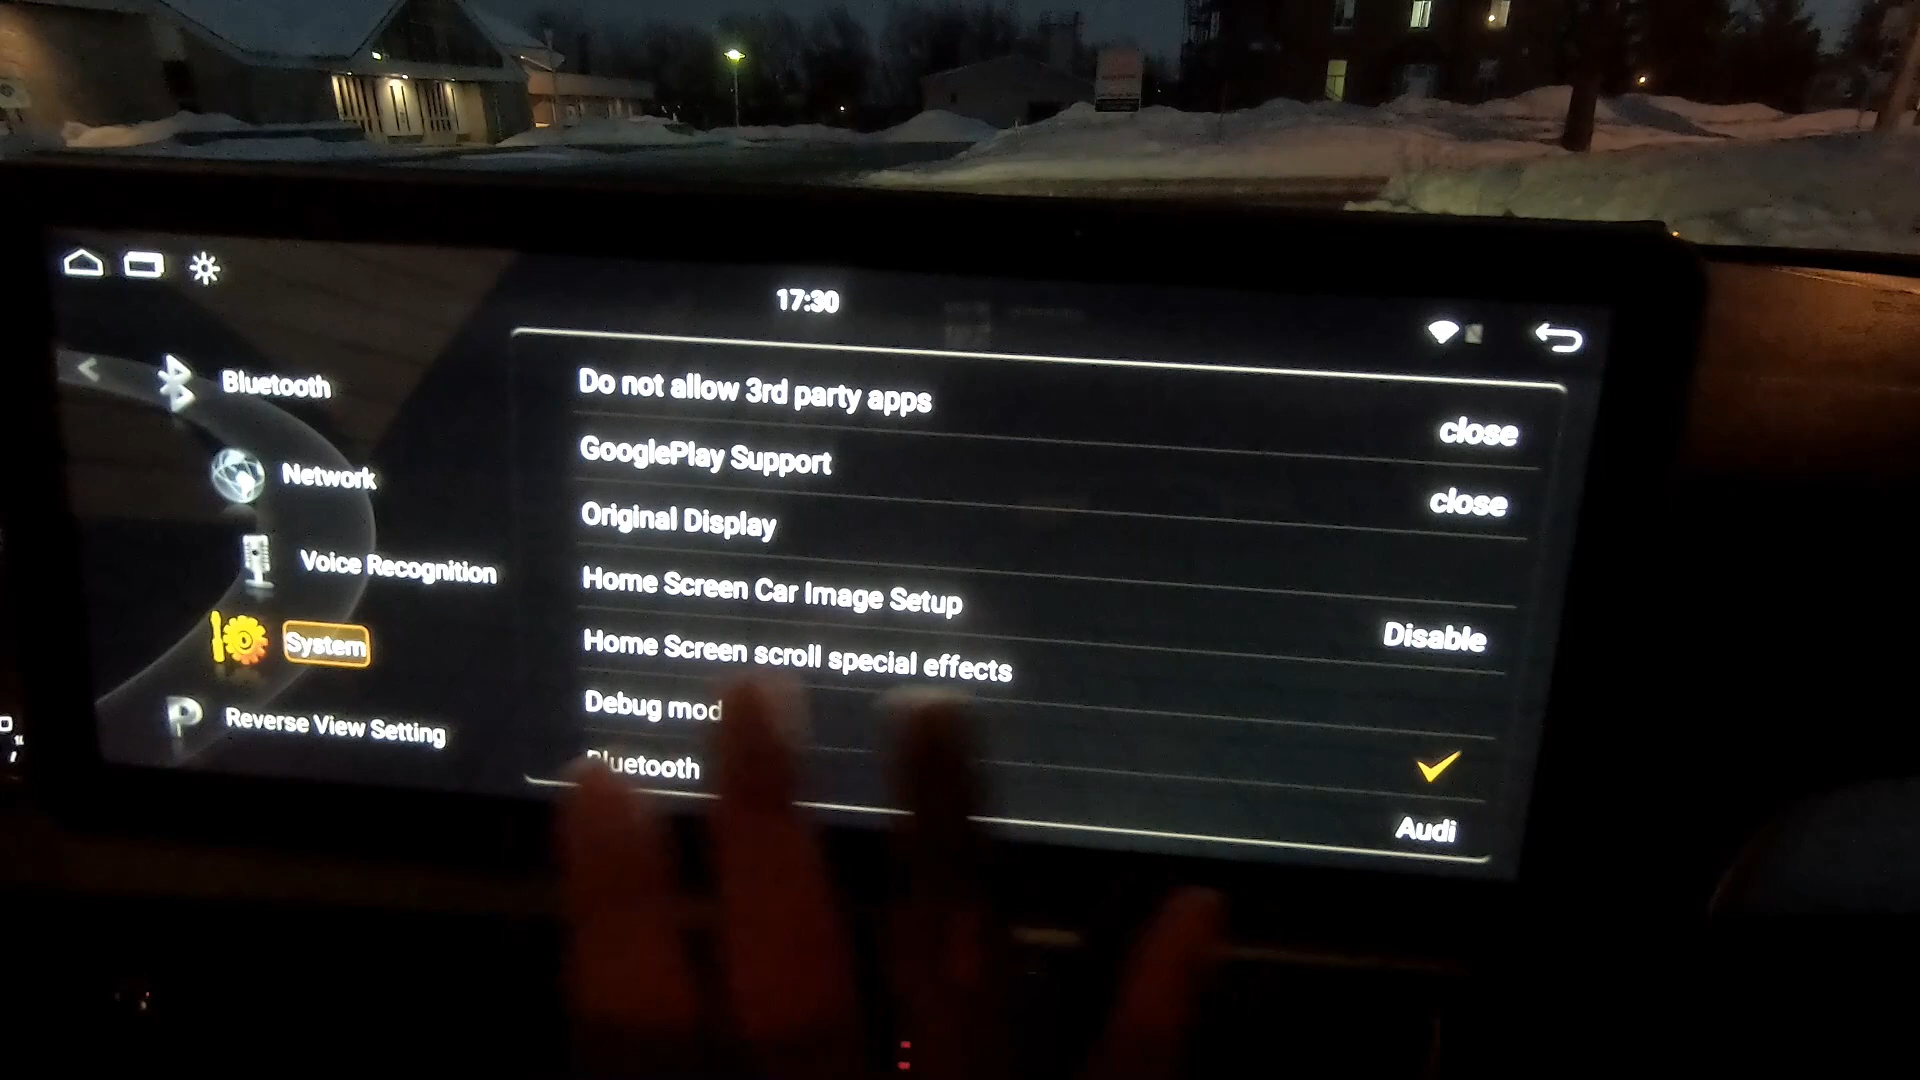 17:30
Bluetooth
Network
Voice Recognition
System
Reverse View Setting
Do not allow 3rd party apps
close
GooglePlay Support
close
Original Display
Home Screen Car Image Setup
Disable
Home Screen scroll special effects
Debug mod
Bluetooth
Audi